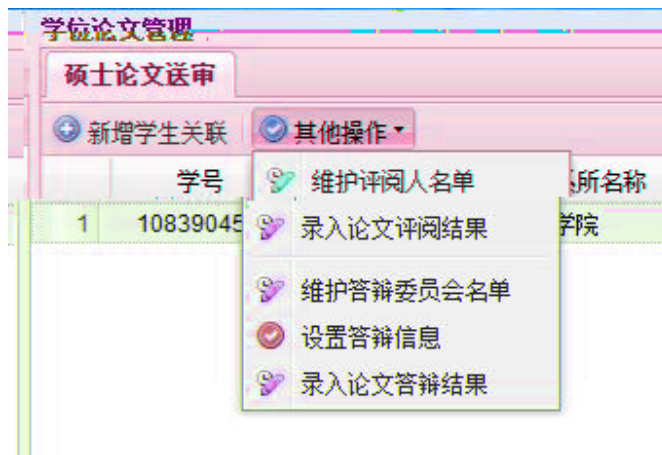 学位论文管理
硕士论文送审
新增学生关联 其他操作
学号 所名称
维护评阅人名单
1 10839045 学院
录入论文评阅结果
维护答辩委员会名单
设置答辩信息
录入论文答辩结果